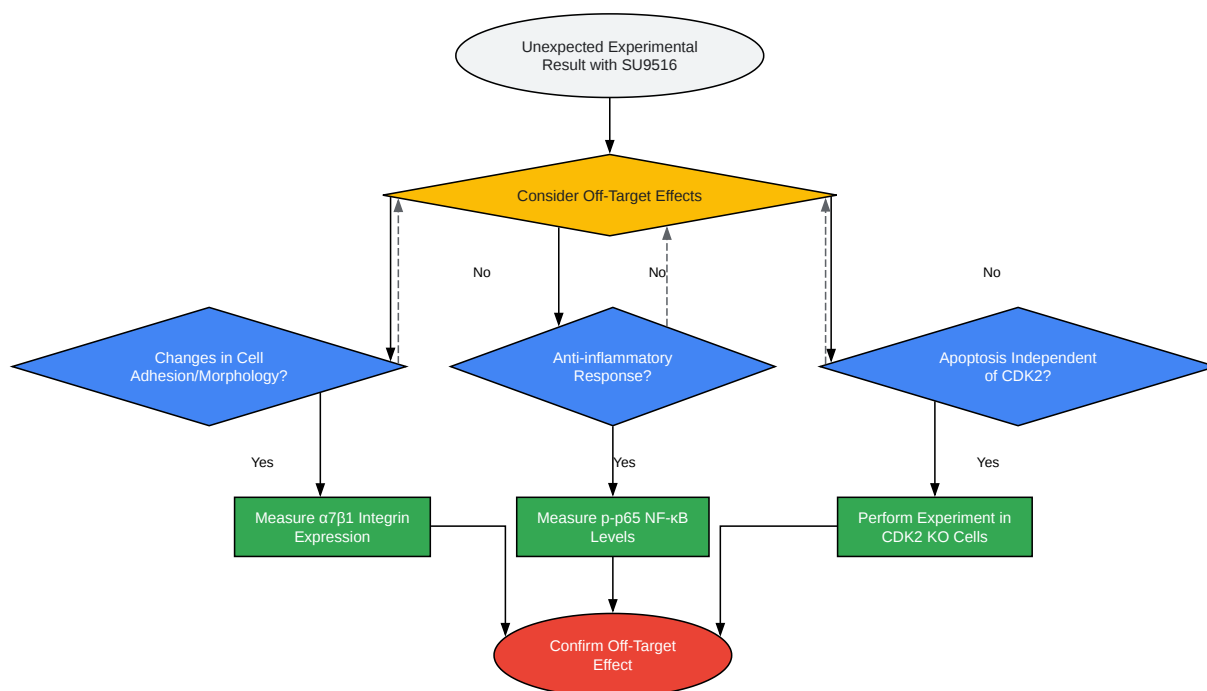 Unexpected Experimental
Result with SU9516
Consider Off-Target Effects
No
No
No
Changes in Cell
Adhesion/Morphology?
Anti-inflammatory
Response?
Apoptosis Independent
of CDK2?
Yes
Yes
Yes
Measure α7β1 Integrin
Expression
Measure p-p65 NF-κB
Levels
Perform Experiment in
CDK2 KO Cells
Confirm Off-Target
Effect